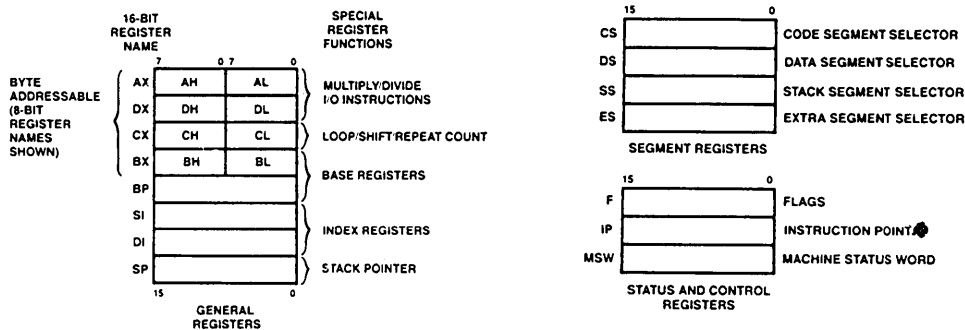 16-BIT
REGISTER
NAME
SPECIAL
REGISTER
FUNCTIONS
7 0 7 0
BYTE
ADDRESSABLE
(8-BIT
REGISTER
NAMES
SHOWN)
AX AH AL
DX DH DL
MULTIPLY/DIVIDE
I/O INSTRUCTIONS
CX CH CL LOOP/SHIFT/REPEAT COUNT
BX BH BL
BP
BASE REGISTERS
SI
DI
INDEX REGISTERS
SP STACK POINTER
15 0
GENERAL
REGISTERS
15 0
CS CODE SEGMENT SELECTOR
DS DATA SEGMENT SELECTOR
SS STACK SEGMENT SELECTOR
ES EXTRA SEGMENT SELECTOR
SEGMENT REGISTERS
15 0
F FLAGS
IP INSTRUCTION
MSW MACHINE STATUS WORD
STATUS AND CONTROL
REGISTERS